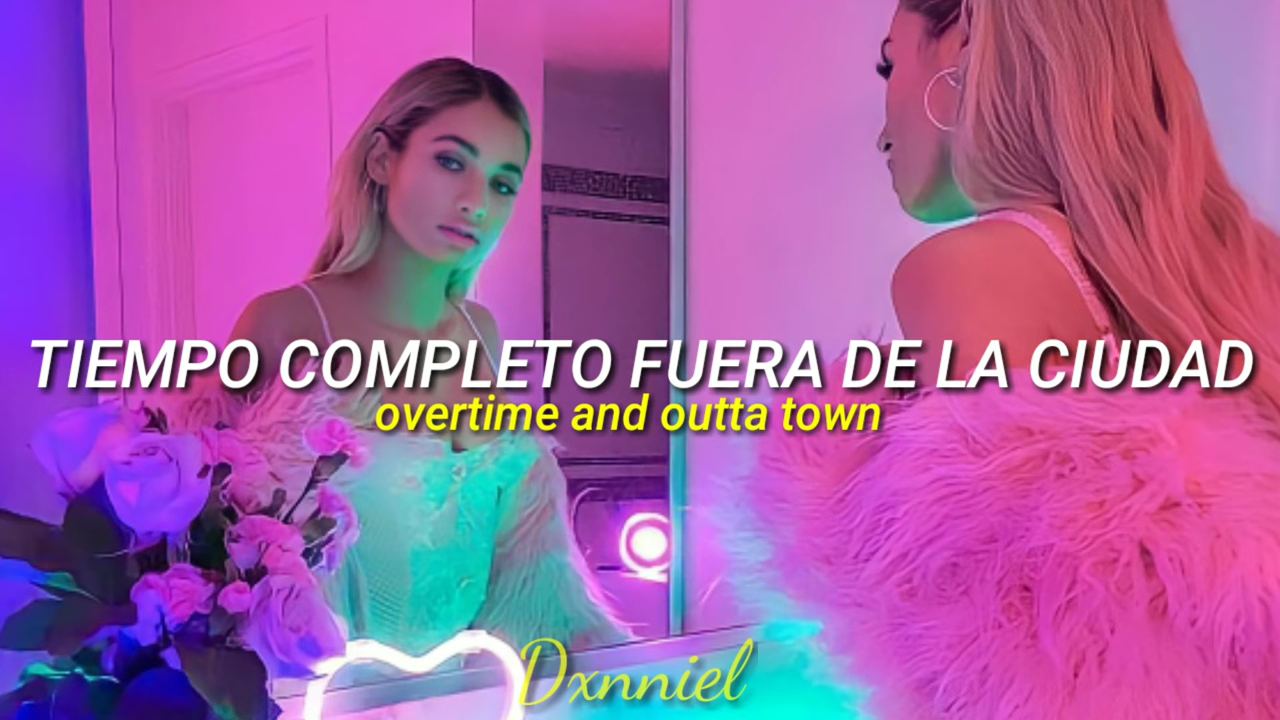 TIEMPO COMPLETO FUERA DE LA CIUDAD
overtime and outta town
Dxnniel